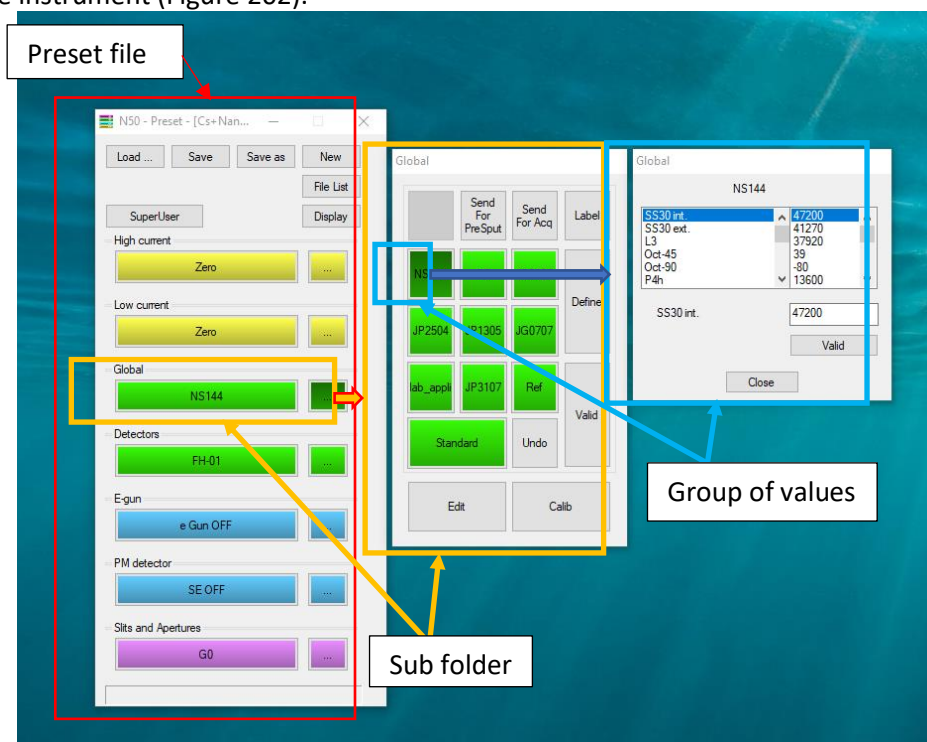 e instrument (Figure 202).
Preset file
N50 - Preset - [Cs+Nan...
Load ... Save Save as New
File List
SuperUser Display
High current
Zero ...
Low current
Zero ...
Global
NS144 ...
Detectors
FH-01 ...
E-gun
e Gun OFF ...
PM detector
SE OFF ...
Slits and Apertures
G0 ...
Global
Send For PreSput
Send For Acq
Label
Define
JP2504 JP1305 JG0707
lab_appli JP3107 Ref
Valid
Standard Undo
Edit Calib
Global
NS144
SS30 int. 47200
SS30 ext. 41270
L3 37920
Oct-45 39
Oct-90 -80
P4h 13600
SS30 int. 47200
Valid
Close
Group of values
Sub folder